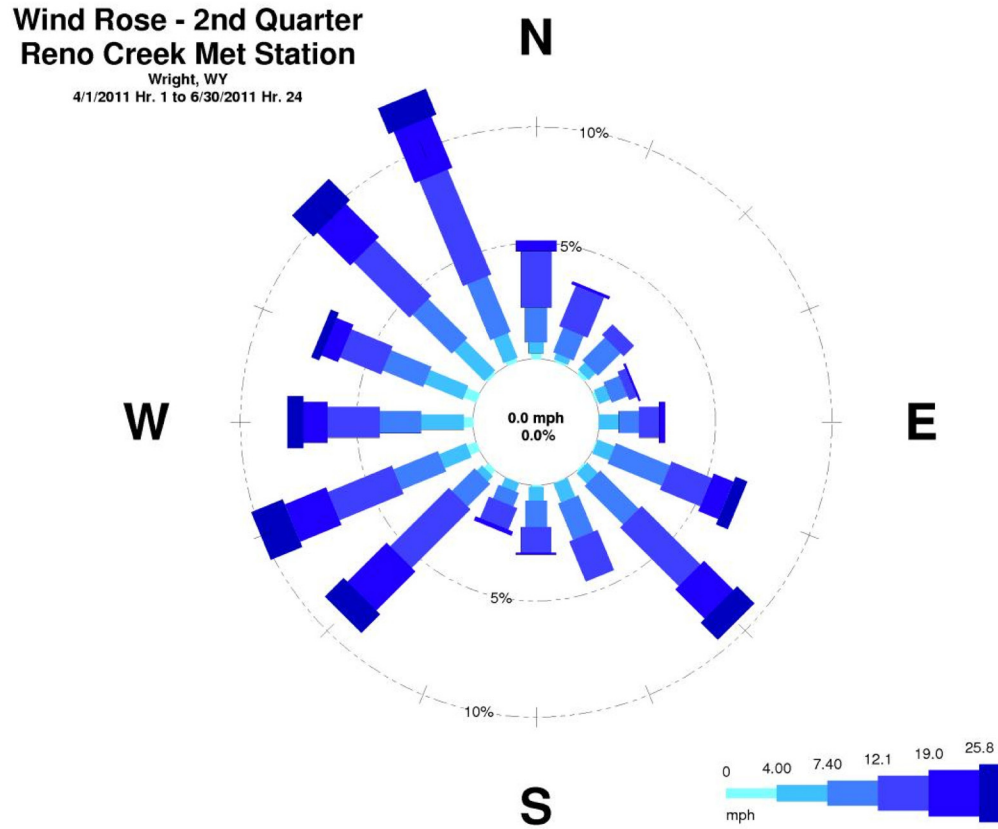 Wind Rose - 2nd Quarter
Reno Creek Met Station
Wright, WY
4/1/2011 Hr. 1 to 6/30/2011 Hr. 24
N
10%
5%
W
0.0 mph
0.0%
E
5%
10%
S
0 4.00 7.40 12.1 19.0 25.8
mph